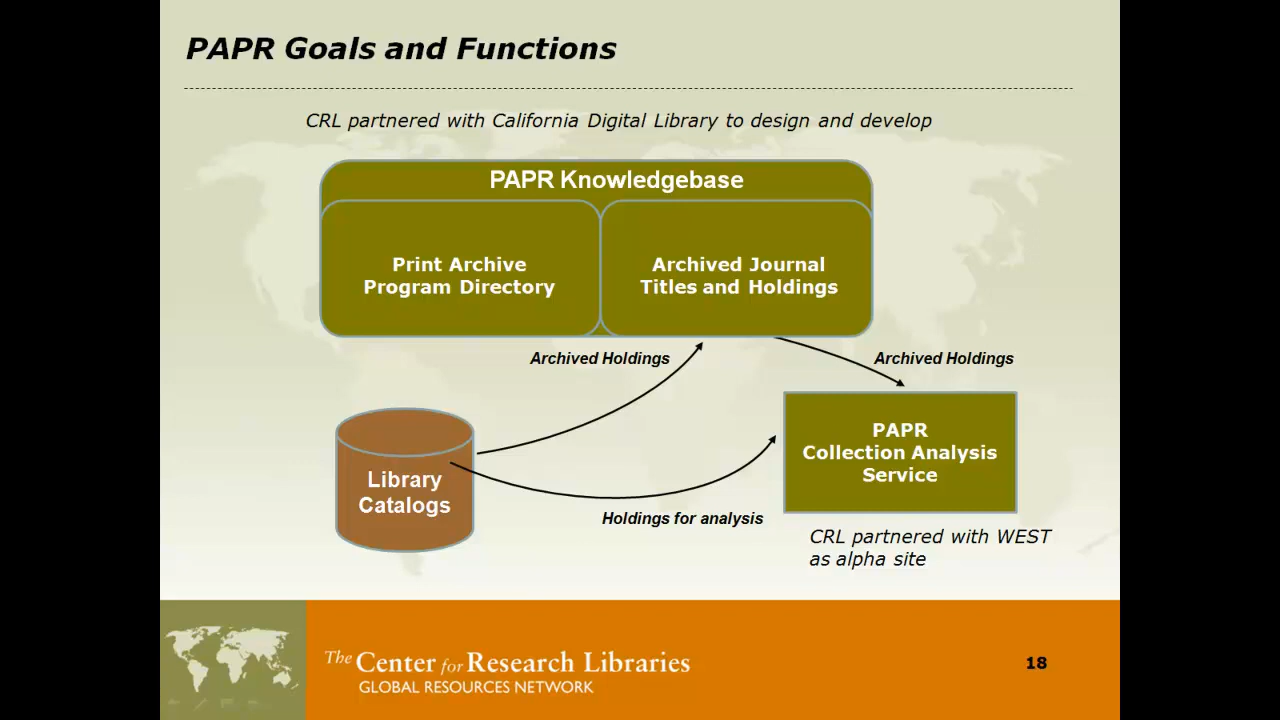 PAPR Goals and Functions
CRL partnered with California Digital Library to design and develop
PAPR Knowledgebase
Print Archive
Program Directory
Archived Journal
Titles and Holdings
Archived Holdings
Archived Holdings
PAPR
Collection Analysis
Service
Library
Catalogs
Holdings for analysis
CRL partnered with WEST
as alpha site
The Center for Research Libraries
GLOBAL RESOURCES NETWORK
18